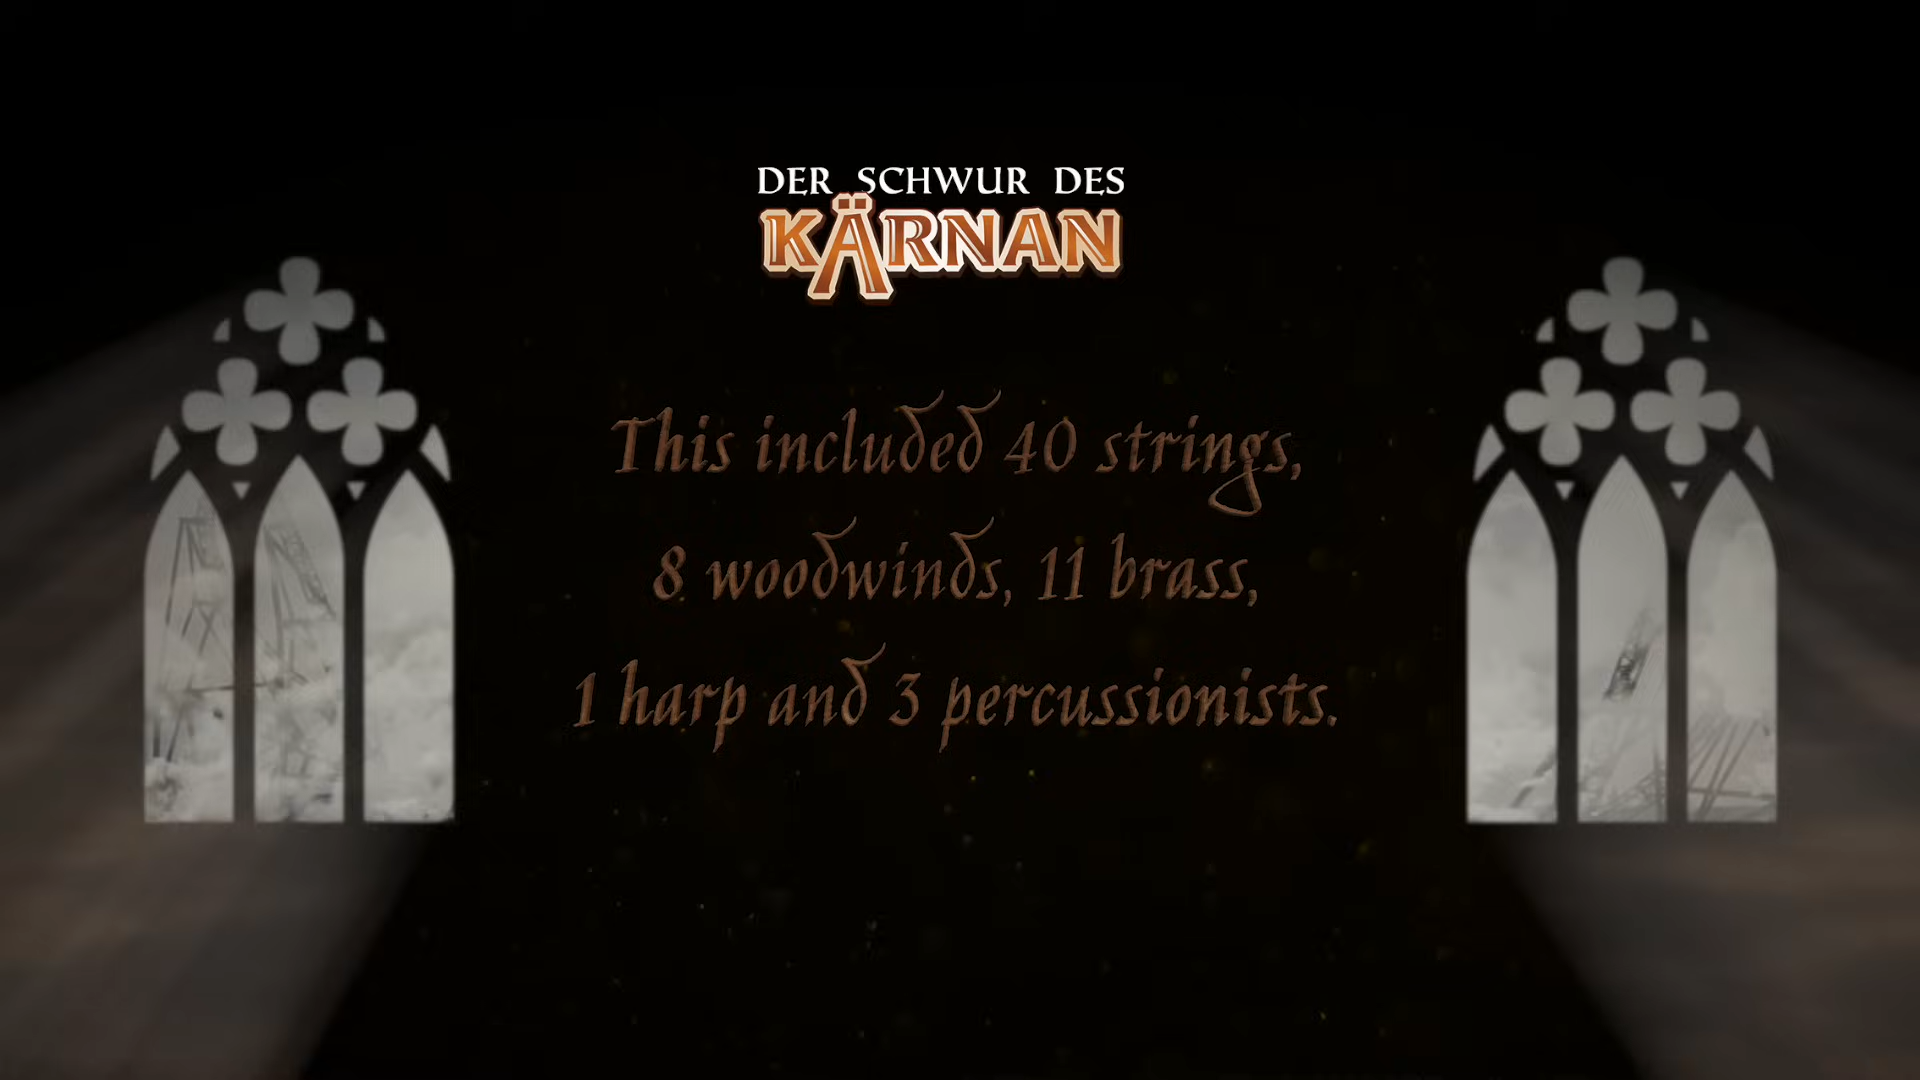 DER SCHWUR DES
KÄRNAN
This included 40 strings,
8 woodwinds, 11 brass,
1 harp and 3 percussionists.